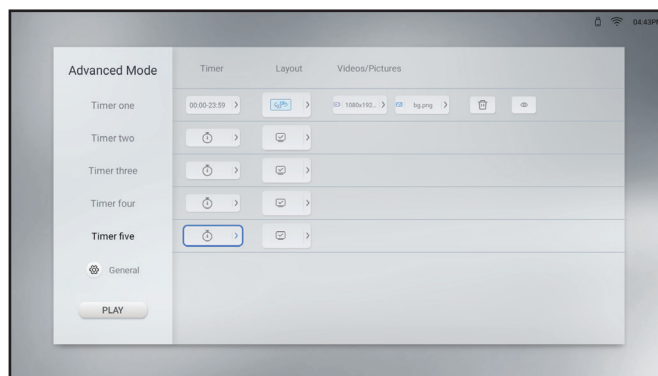 04:43PM
Advanced Mode Timer Layout Videos/Pictures
Timer one 00:00-23:59 1080x192... bg.png
Timer two
Timer three
Timer four
Timer five
General
PLAY